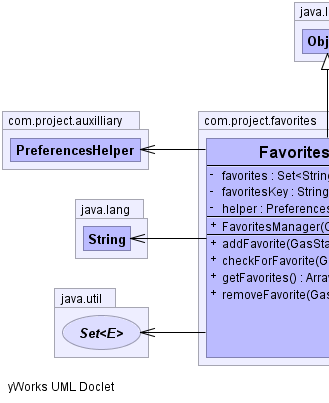 java.l
Obj
com.project.auxilliary
com.project.favorites
PreferencesHelper
Favorites
- favorites : Set<String
- favoritesKey : String
- helper : Preferences
java.lang
String
+ FavoritesManager(C
+ addFavorite(GasSta
+ checkForFavorite(G
+ getFavorites() : Array
+ removeFavorite(Gas
java.util
Set<E>
yWorks UML Doclet